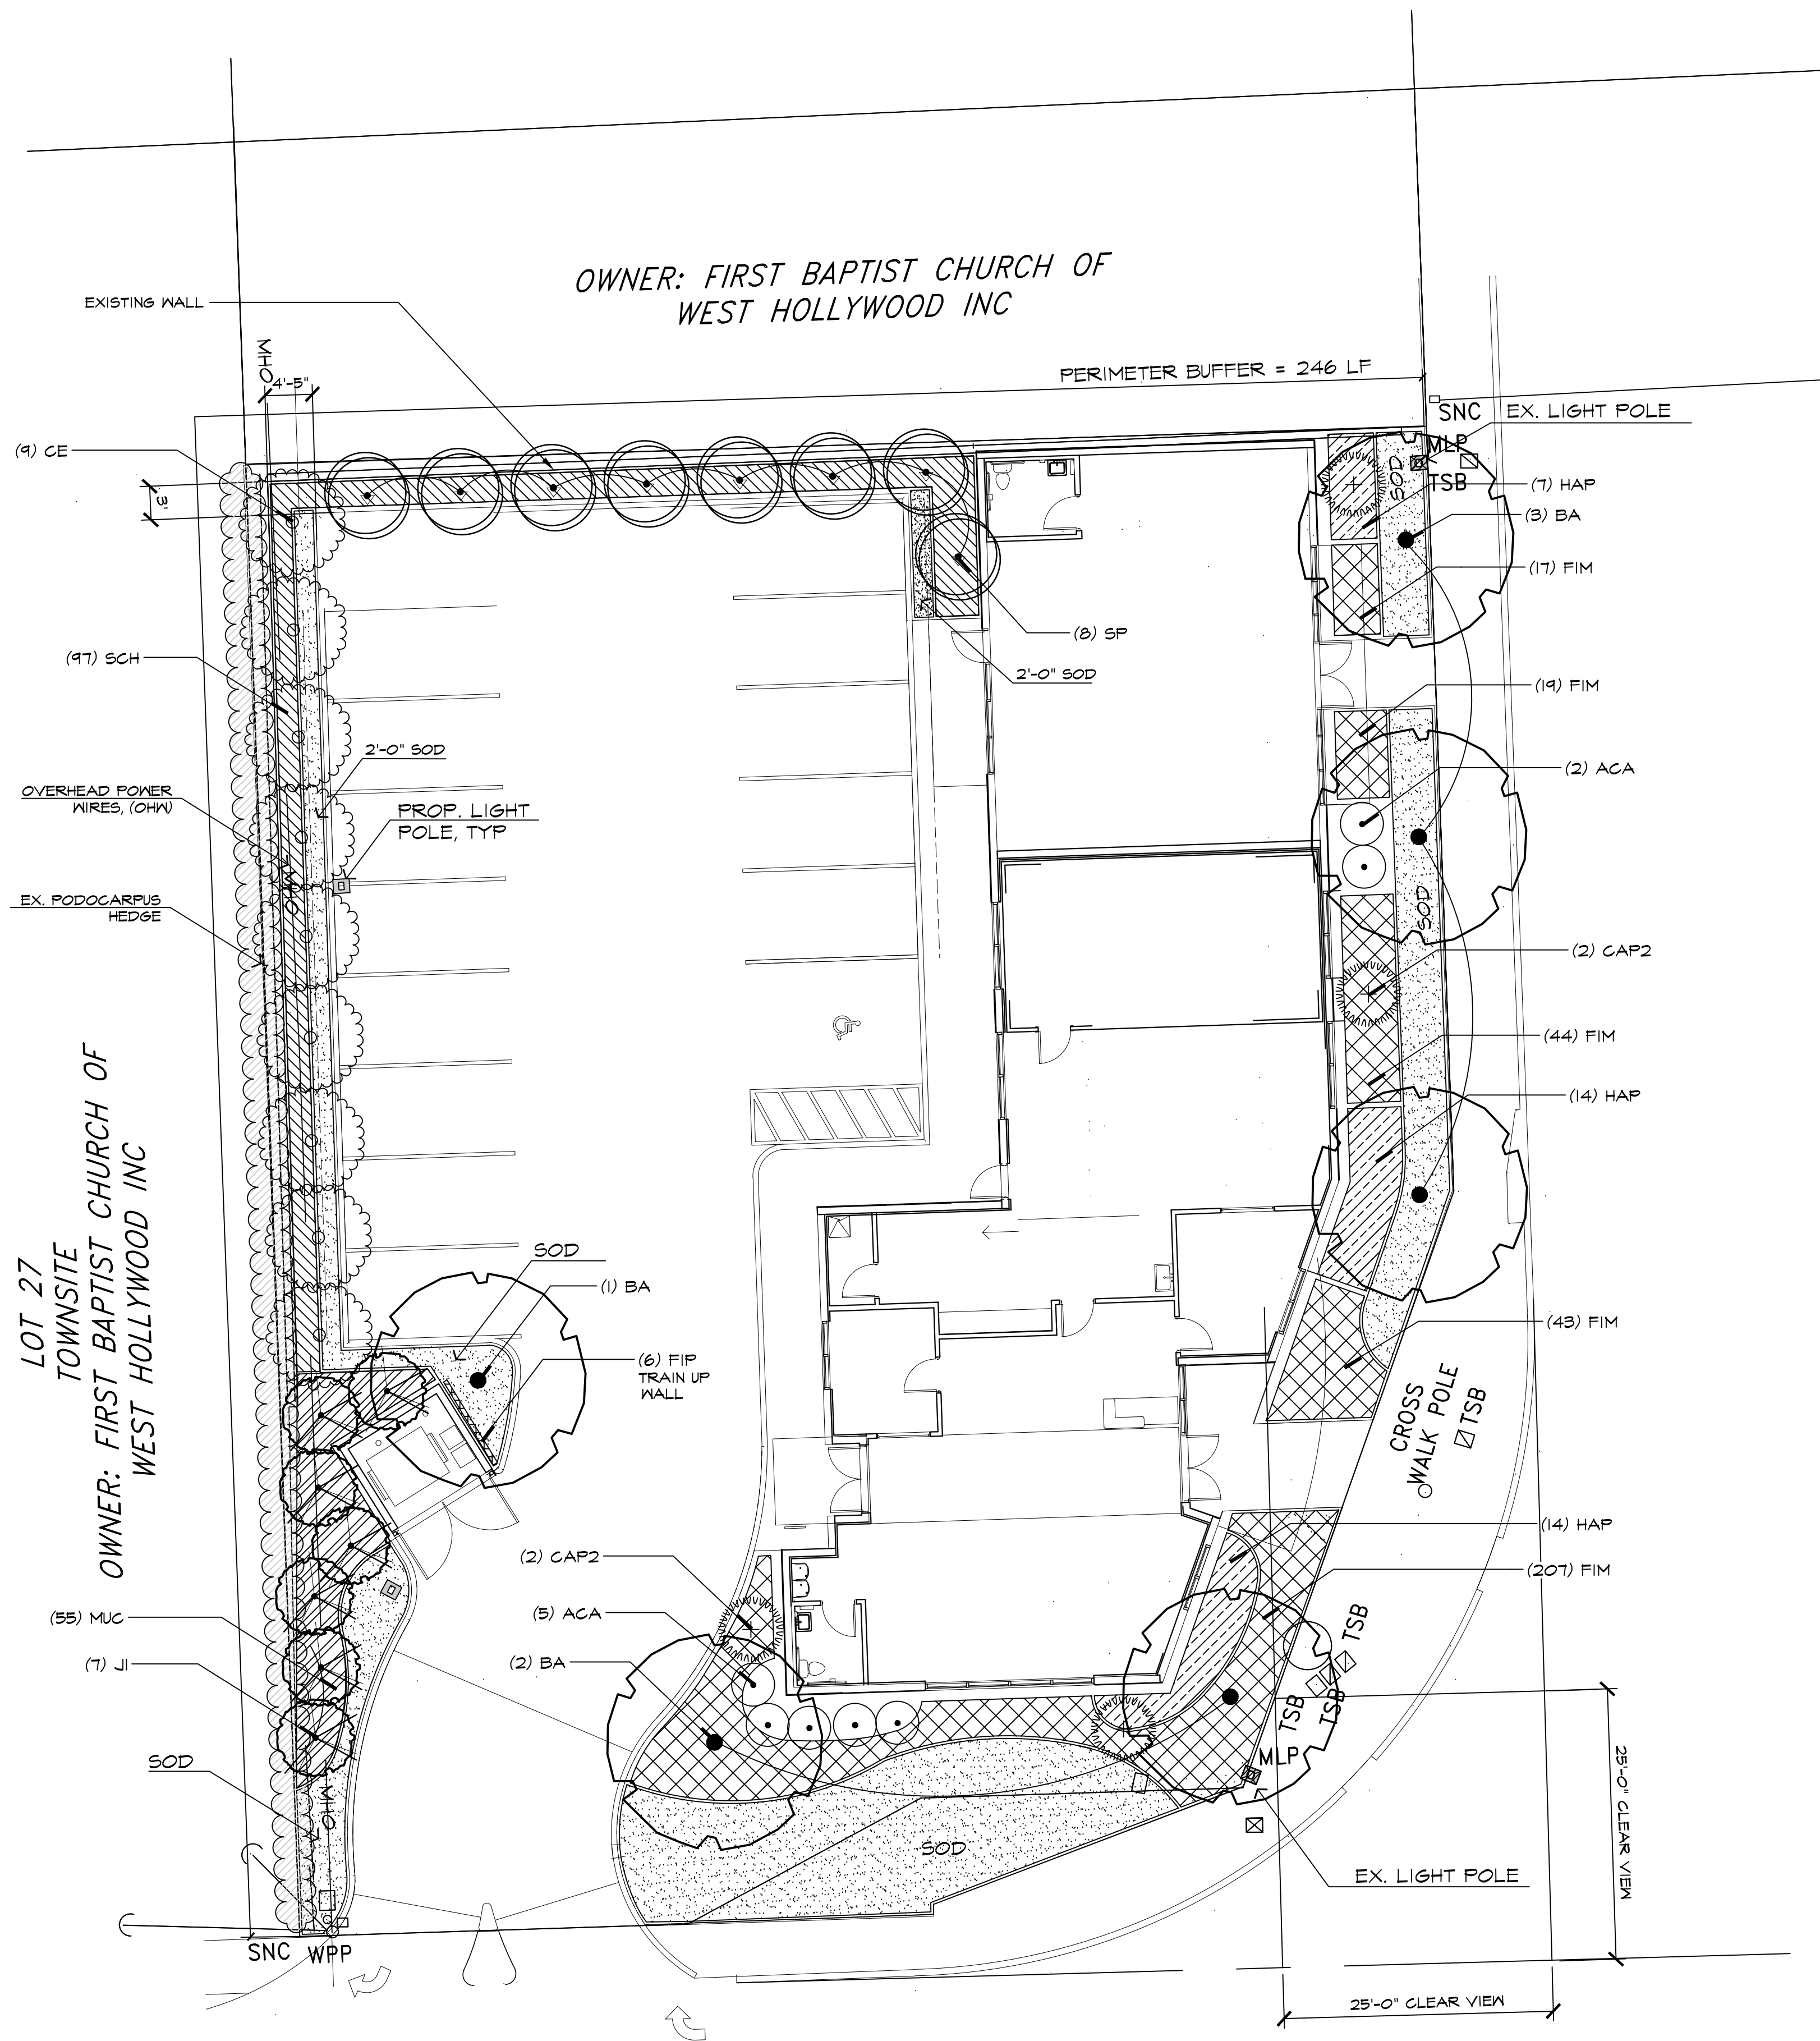 OWNER: FIRST BAPTIST CHURCH OF
WEST HOLLYWOOD INC
EXISTING WALL
PERIMETER BUFFER = 246 LF
OHW
4'-5"
3'
SNC
EX. LIGHT POLE
MLP
TSB
SOD
(9) CE
(7) HAP
(3) BA
(17) FIM
(8) SP
(97) SCH
2'-0" SOD
(19) FIM
2'-0" SOD
(2) ACA
OVERHEAD POWER
WIRES, (OHW)
PROP. LIGHT
POLE, TYP
OHW
SOD
EX. PODOCARPUS
HEDGE
(2) CAP2
(44) FIM
(14) HAP
LOT 27
TOWNSITE
OWNER: FIRST BAPTIST CHURCH OF
WEST HOLLYWOOD INC
SOD
(1) BA
(43) FIM
(6) FIP
TRAIN UP
WALL
CROSS
WALK POLE
TSB
(14) HAP
(2) CAP2
(207) FIM
(5) ACA
(55) MUC
TSB
(2) BA
(7) JI
TSB
TSB
MLP
SOD
OHW
SOD
EX. LIGHT POLE
25'-0" CLEAR VIEW
SNC
WPP
25'-0" CLEAR VIEW